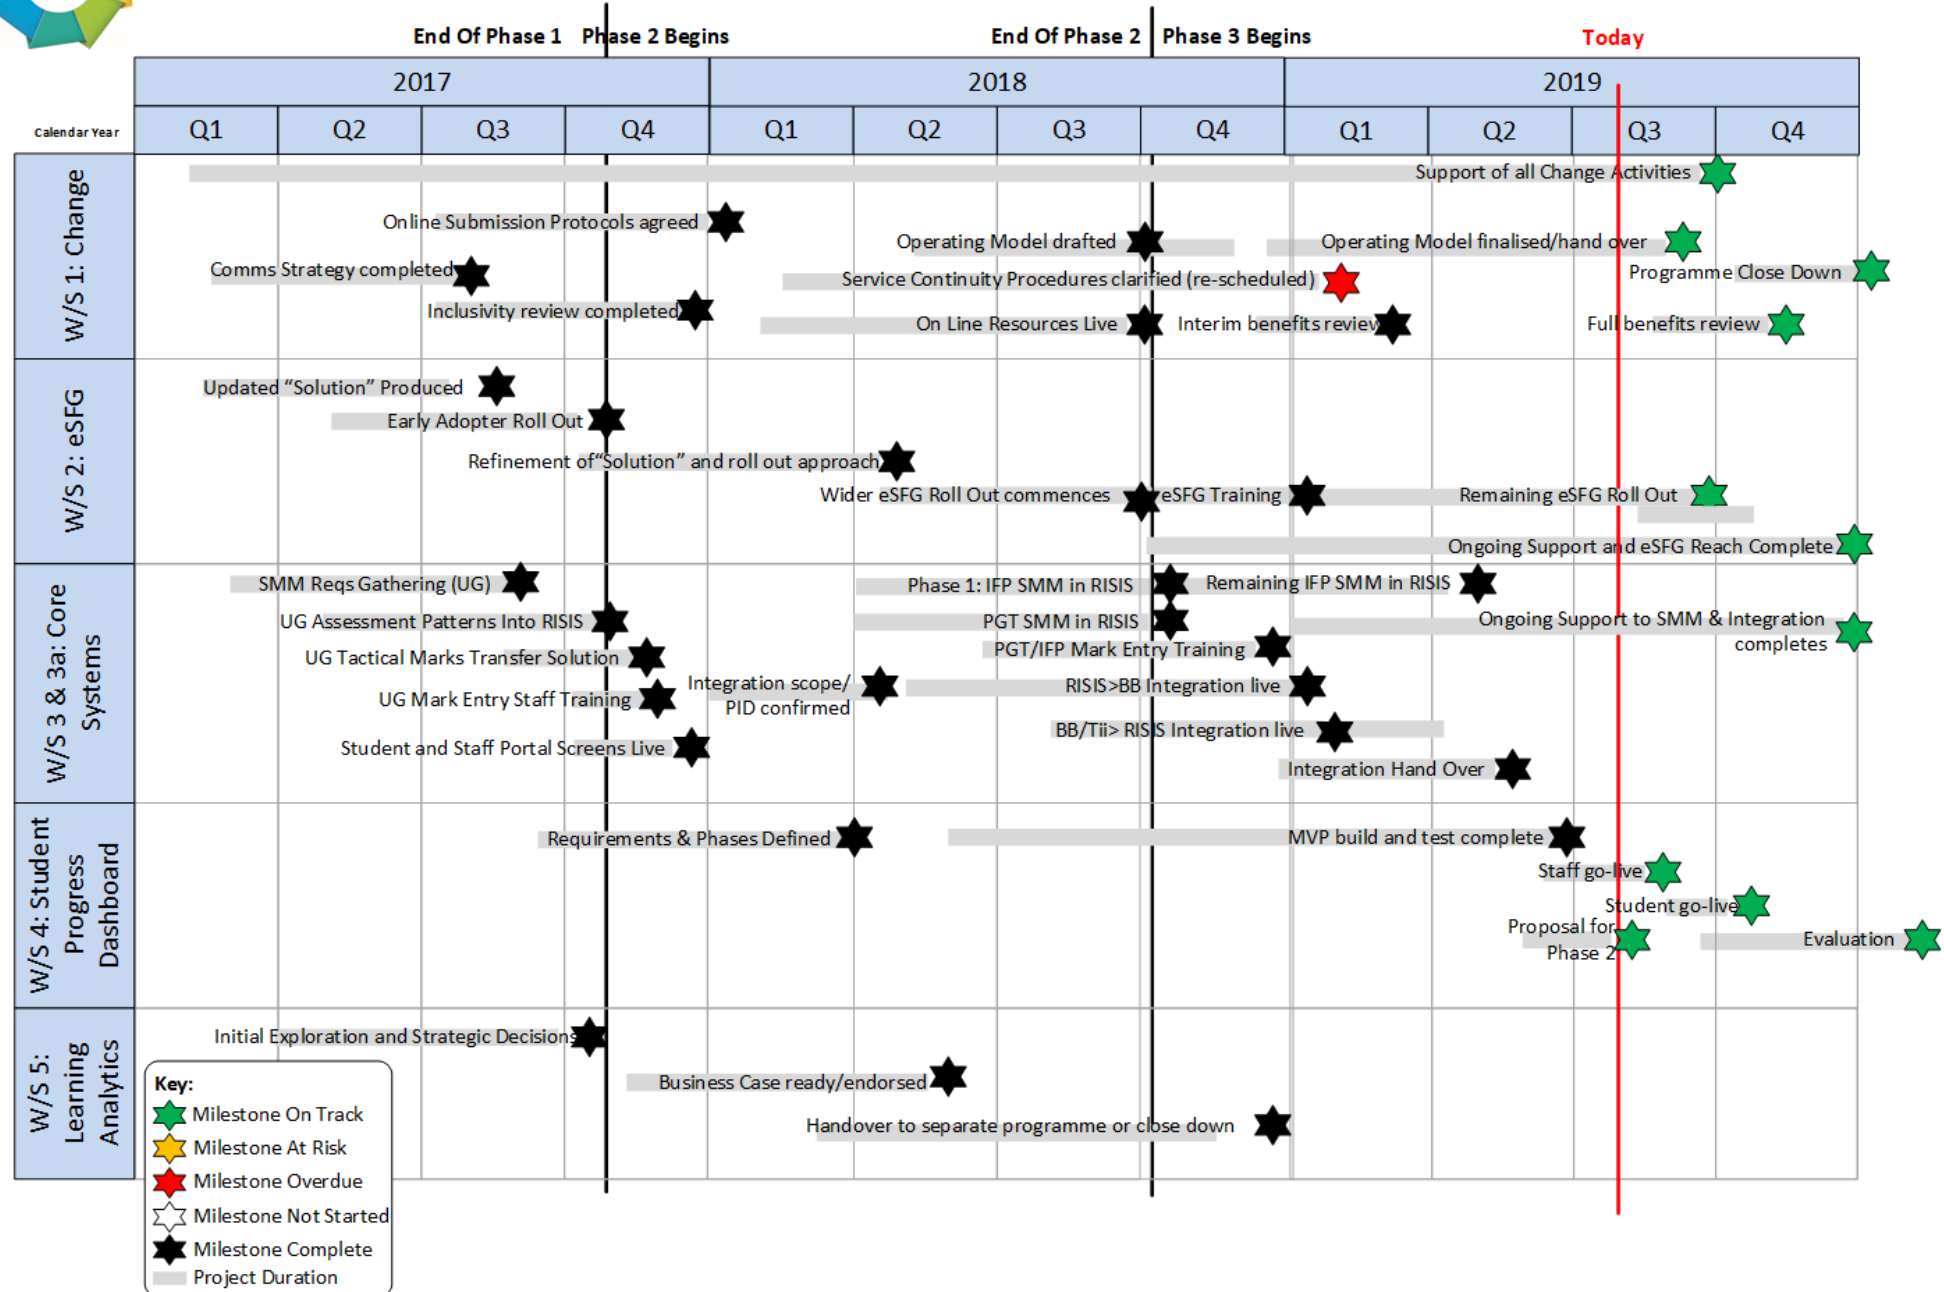 End Of Phase 1
Phase 2 Begins
End Of Phase 2
Phase 3 Begins
Today
2017
2018
2019
Calendar Year
Q1
Q2
Q3
Q4
Q1
Q2
Q3
Q4
Q1
Q2
Q3
Q4
W/S 1: Change
Support of all Change Activities
Online Submission Protocols agreed
Operating Model drafted
Operating Model finalised/hand over
Comms Strategy completed
Service Continuity Procedures clarified (re-scheduled)
Programme Close Down
Inclusivity review completed
On Line Resources Live
Interim benefits review
Full benefits review
W/S 2: eSFG
Updated “Solution” Produced
Early Adopter Roll Out
Refinement of“Solution” and roll out approach
Wider eSFG Roll Out commences
eSFG Training
Remaining eSFG Roll Out
Ongoing Support and eSFG Reach Complete
W/S 3 & 3a: Core
Systems
SMM Reqs Gathering (UG)
Phase 1: IFP SMM in RISIS
Remaining IFP SMM in RISIS
UG Assessment Patterns Into RISIS
PGT SMM in RISIS
Ongoing Support to SMM & Integration
completes
UG Tactical Marks Transfer Solution
PGT/IFP Mark Entry Training
UG Mark Entry Staff Training
Integration scope/
PID confirmed
RISIS>BB Integration live
BB/Tii> RISIS Integration live
Student and Staff Portal Screens Live
Integration Hand Over
W/S 4: Student
Progress
Dashboard
Requirements & Phases Defined
MVP build and test complete
Staff go-live
Student go-live
Proposal for
Phase 2
Evaluation
W/S 5:
Learning
Analytics
Initial Exploration and Strategic Decisions
Business Case ready/endorsed
Handover to separate programme or close down
Key:
Milestone On Track
Milestone At Risk
Milestone Overdue
Milestone Not Started
Milestone Complete
Project Duration